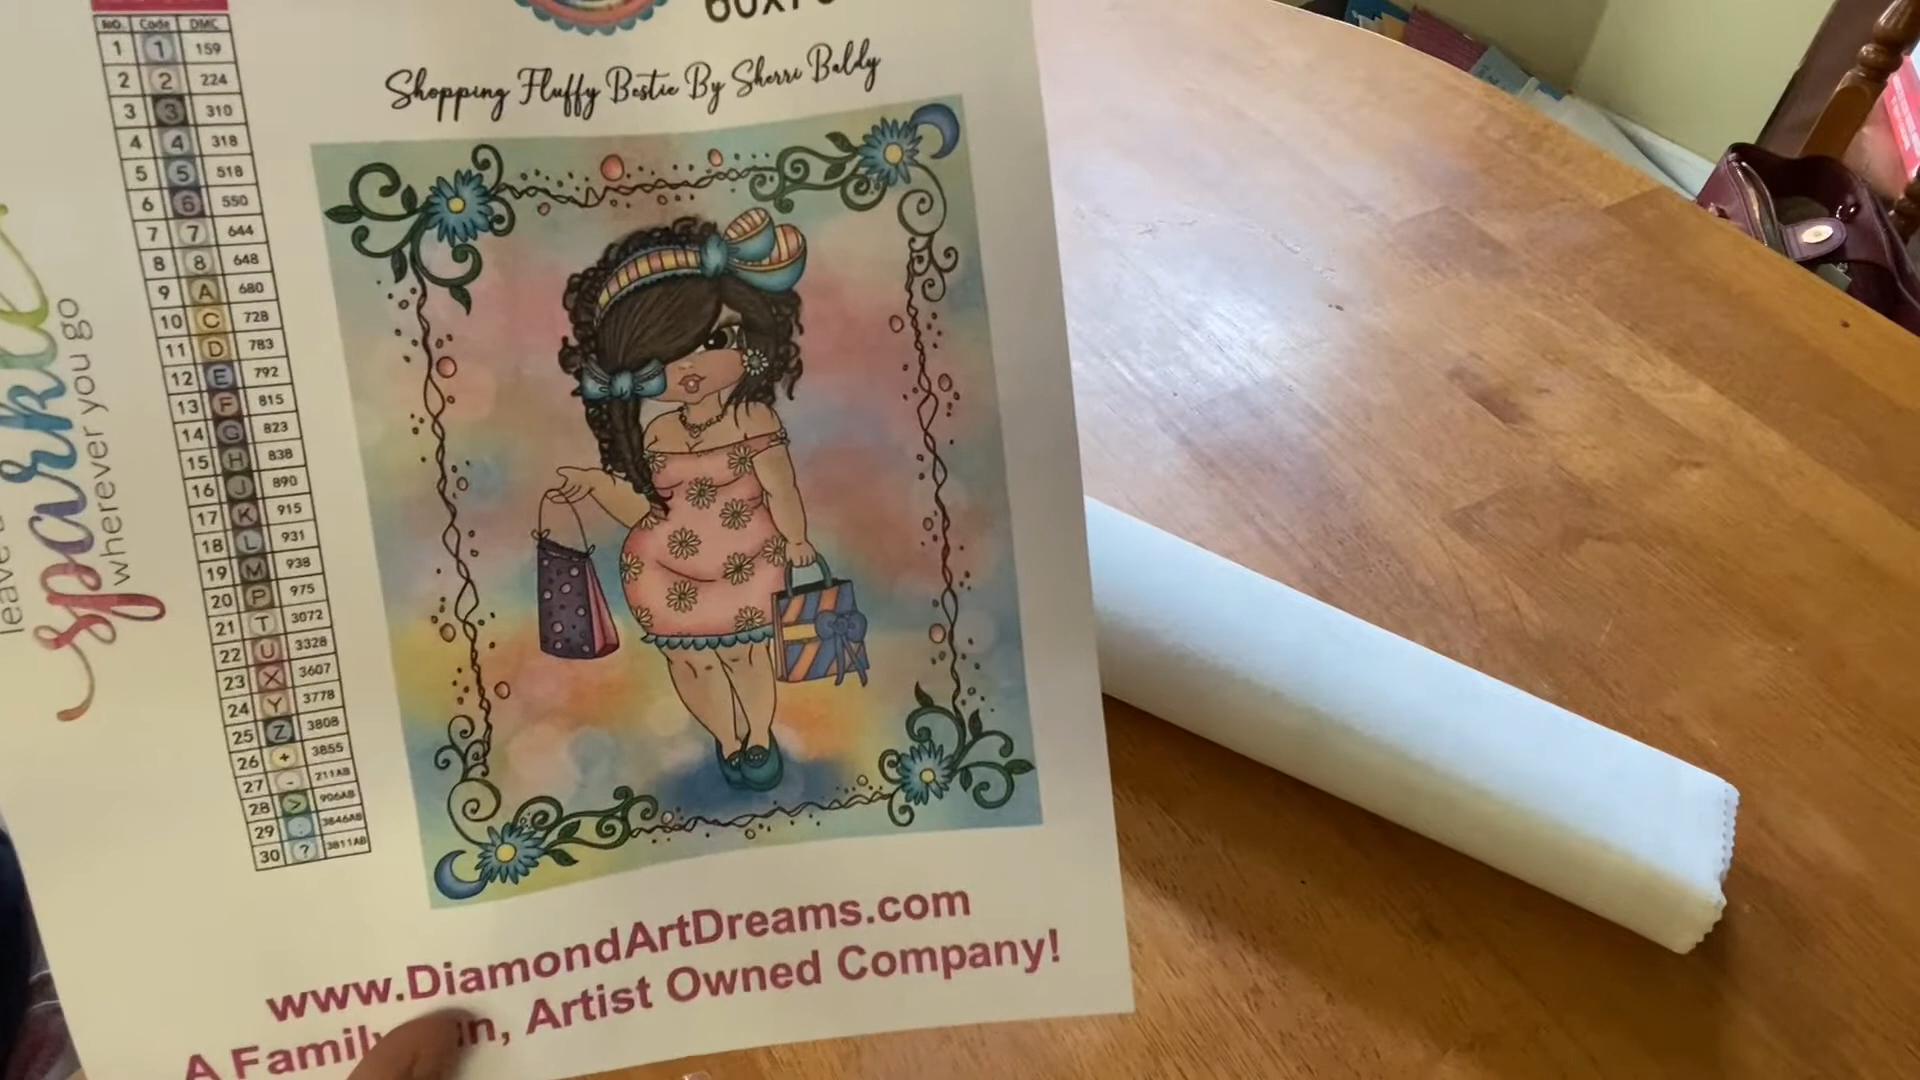 Shopping Fluffy Bestie By Sherri Baldy
NO. Code DMC
1 1 159
2 2 224
3 3 310
4 4 318
5 5 518
6 6 550
7 7 644
8 8 648
9 A 680
10 C 728
11 D 783
12 E 792
13 F 815
14 G 823
15 H 838
16 J 890
17 K 915
18 L 931
19 M 938
20 P 975
21 T 3072
22 U 3328
23 X 3607
24 Y 3778
25 Z 3808
26 + 3855
27 - 211AB
28 > 906AB
29 : 3846AB
30 ? 3811AB
sparkle
wherever you go
www.DiamondArtDreams.com
A Family, Artist Owned Company!